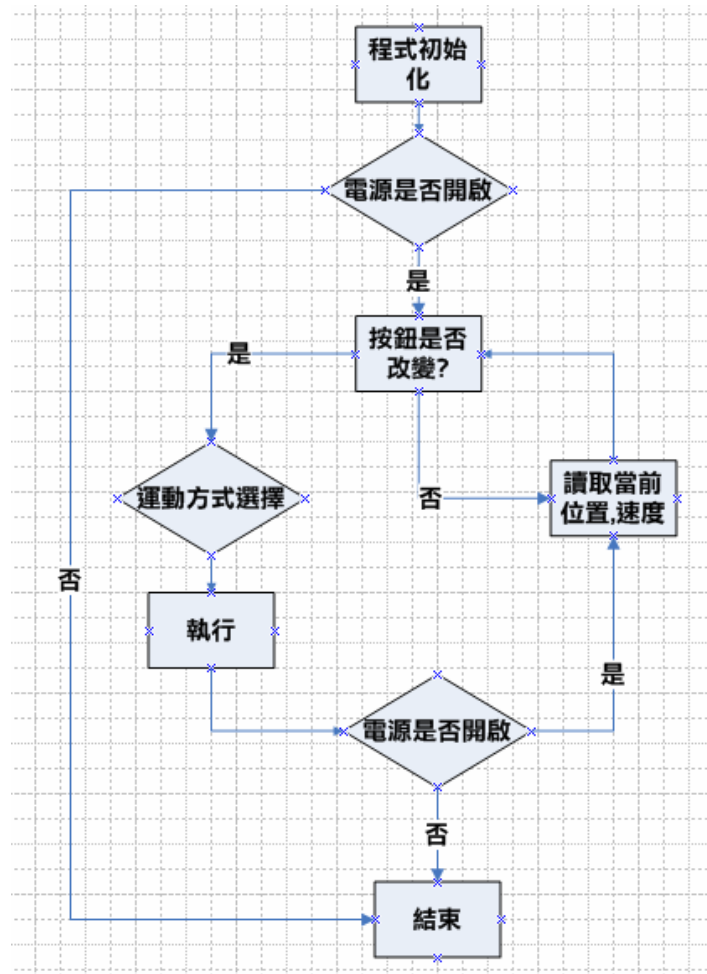 程式初始
化
電源是否開啟
是
按鈕是否
改變?
是
運動方式選擇
否
讀取當前
位置,速度
否
執行
是
電源是否開啟
否
結束